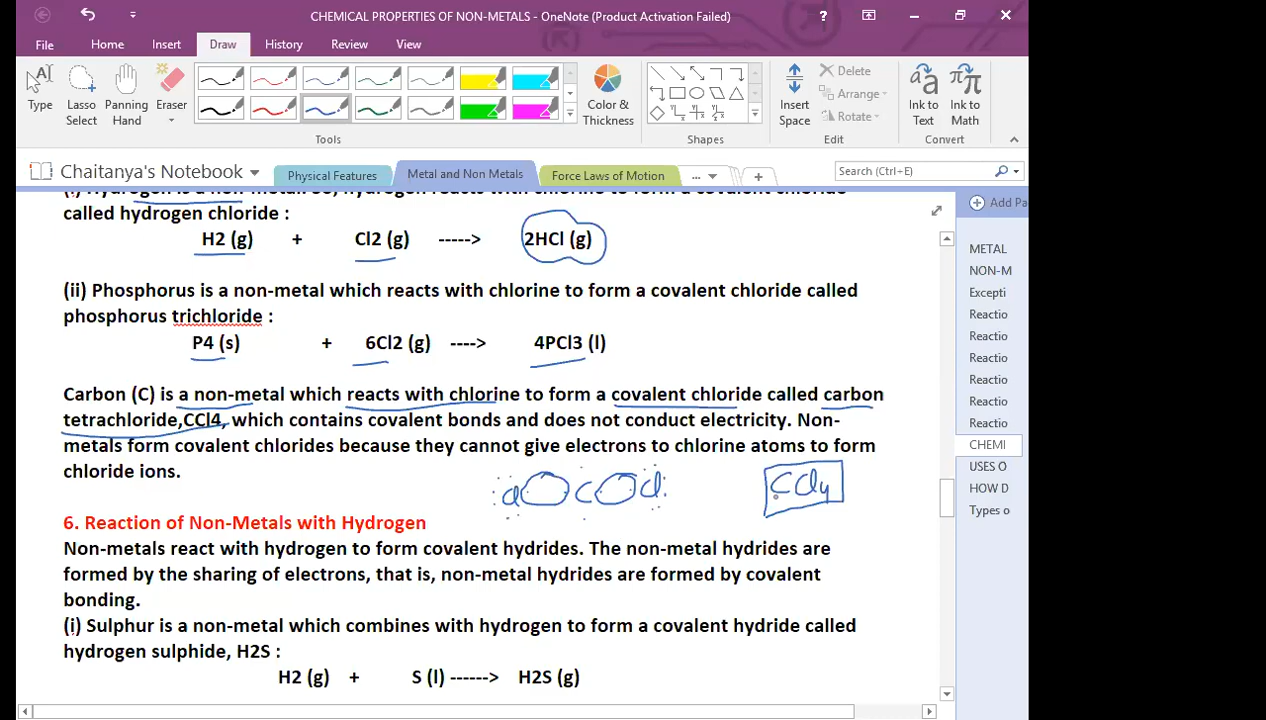 CHEMICAL PROPERTIES OF NON-METALS - OneNote (Product Activation Failed)
?
File Home Insert Draw History Review View
Type
Lasso Select
Panning Hand
Eraser
Color & Thickness
Insert Space
Delete
Arrange
Rotate
Ink to Text
Ink to Math
Tools Shapes Edit Convert
Chaitanya's Notebook Physical Features Metal and Non Metals Force Laws of Motion ... + Search (Ctrl+E)
Add Pa
called hydrogen chloride :
H2 (g) + Cl2 (g) -----> 2HCl (g)
(ii) Phosphorus is a non-metal which reacts with chlorine to form a covalent chloride called
phosphorus trichloride :
P4 (s) + 6Cl2 (g) ----> 4PCl3 (l)
Carbon (C) is a non-metal which reacts with chlorine to form a covalent chloride called carbon
tetrachloride,CCl4, which contains covalent bonds and does not conduct electricity. Non-
metals form covalent chlorides because they cannot give electrons to chlorine atoms to form
chloride ions.
Cl C Cl CCl4
6. Reaction of Non-Metals with Hydrogen
Non-metals react with hydrogen to form covalent hydrides. The non-metal hydrides are
formed by the sharing of electrons, that is, non-metal hydrides are formed by covalent
bonding.
(i) Sulphur is a non-metal which combines with hydrogen to form a covalent hydride called
hydrogen sulphide, H2S :
H2 (g) + S (l) ------> H2S (g)
METAL
NON-M
Excepti
Reactio
Reactio
Reactio
Reactio
Reactio
Reactio
CHEMI
USES O
HOW D
Types o